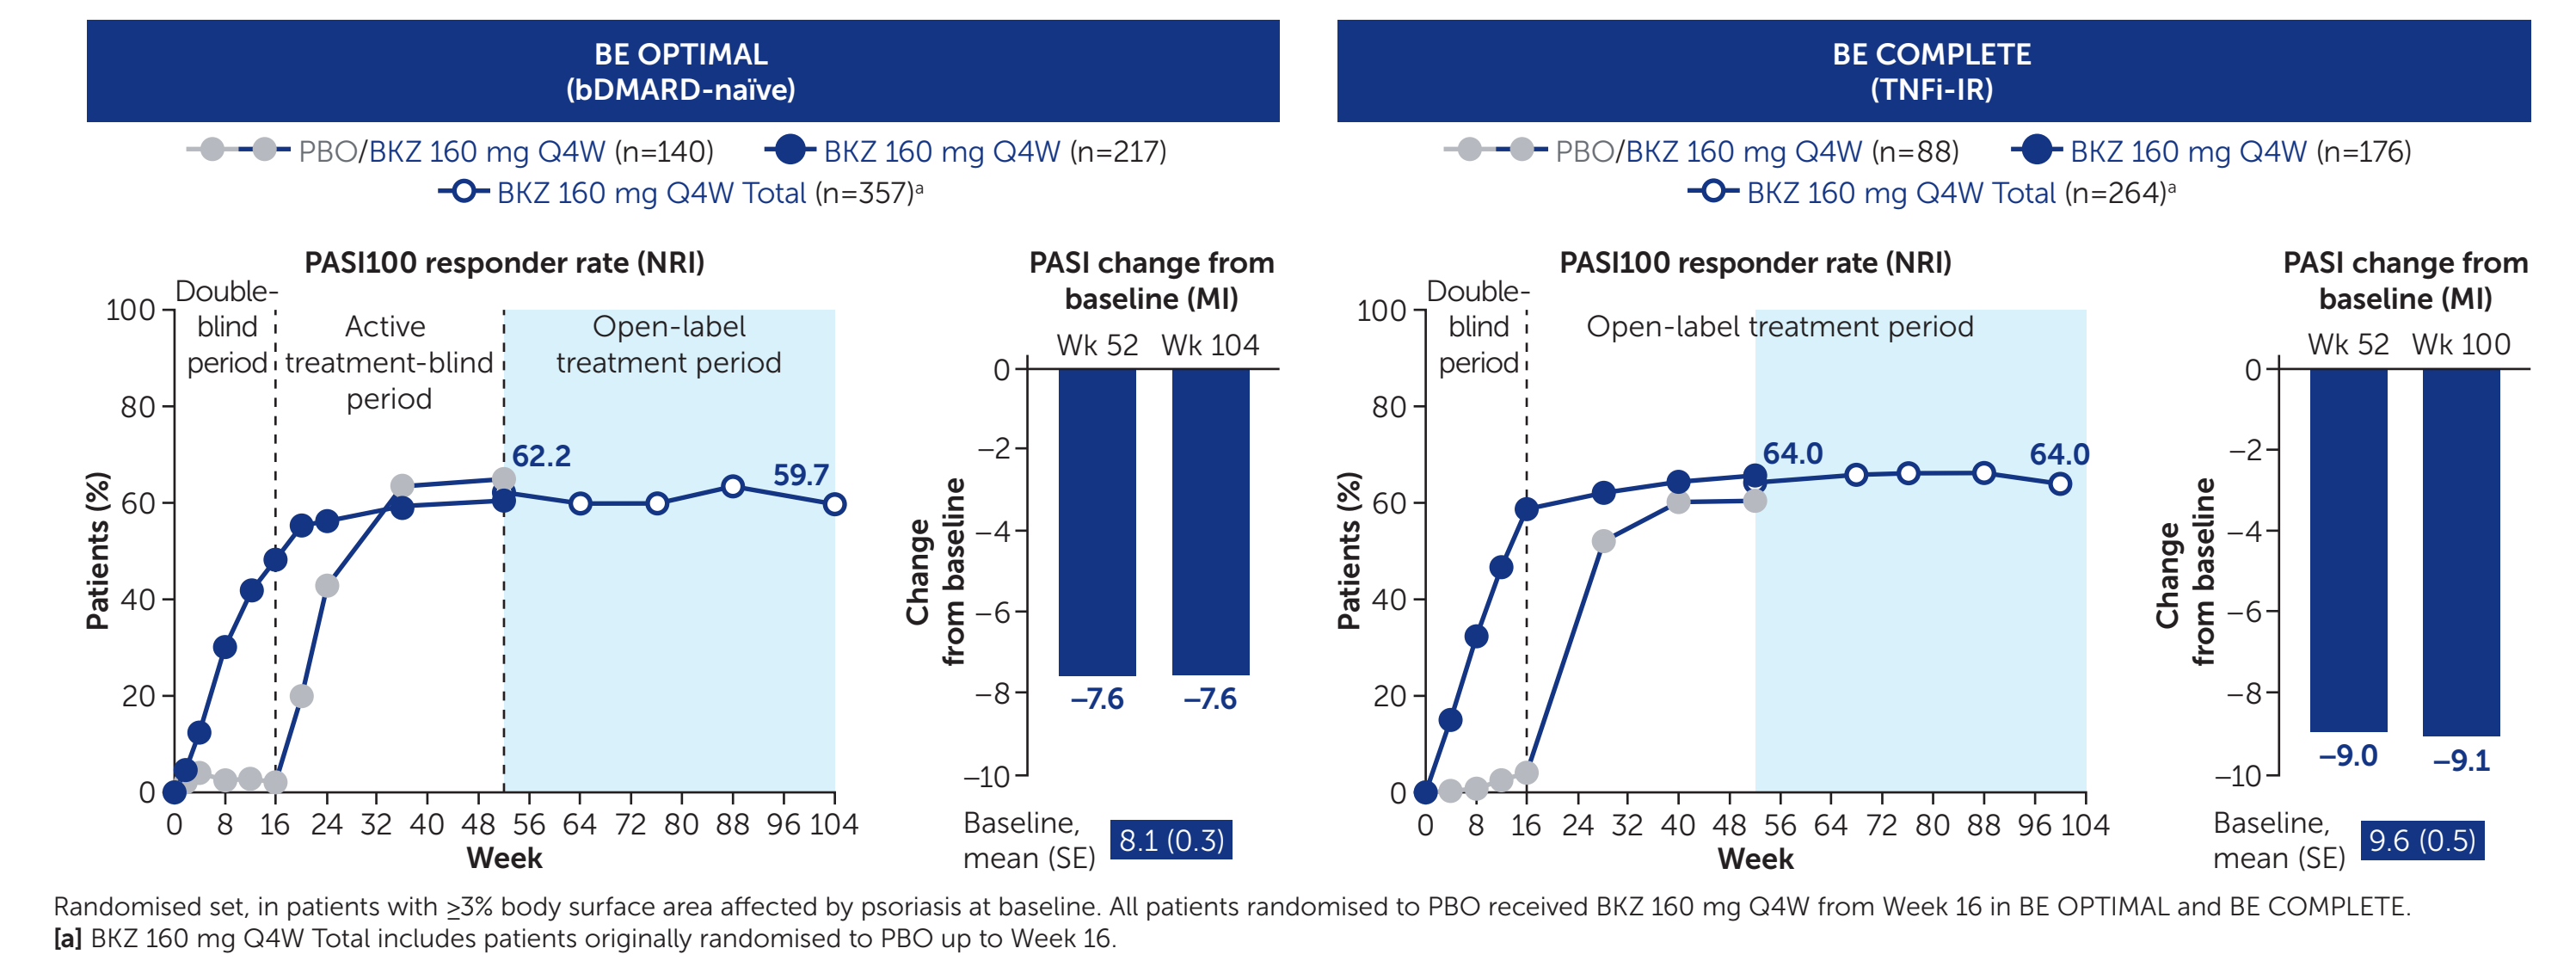 BE OPTIMAL
(bDMARD-naïve)
PBO/BKZ 160 mg Q4W (n=140)
BKZ 160 mg Q4W (n=217)
BKZ 160 mg Q4W Total (n=357)ᵃ
PASI100 responder rate (NRI)
Double-
blind
period
Active
treatment-blind
period
Open-label
treatment period
Patients (%)
100
80
60
40
20
0
62.2
59.7
0 8 16 24 32 40 48 56 64 72 80 88 96 104
Week
PASI change from
baseline (MI)
Wk 52 Wk 104
Change
from baseline
0
–2
–4
–6
–8
–10
–7.6 –7.6
Baseline,
mean (SE)
8.1 (0.3)
BE COMPLETE
(TNFi-IR)
PBO/BKZ 160 mg Q4W (n=88)
BKZ 160 mg Q4W (n=176)
BKZ 160 mg Q4W Total (n=264)ᵃ
PASI100 responder rate (NRI)
Double-
blind
period
Open-label treatment period
Patients (%)
100
80
60
40
20
0
64.0
64.0
0 8 16 24 32 40 48 56 64 72 80 88 96 104
Week
PASI change from
baseline (MI)
Wk 52 Wk 100
Change
from baseline
0
–2
–4
–6
–8
–10
–9.0
–9.1
Baseline,
mean (SE)
9.6 (0.5)
Randomised set, in patients with ≥3% body surface area affected by psoriasis at baseline. All patients randomised to PBO received BKZ 160 mg Q4W from Week 16 in BE OPTIMAL and BE COMPLETE.
[a] BKZ 160 mg Q4W Total includes patients originally randomised to PBO up to Week 16.